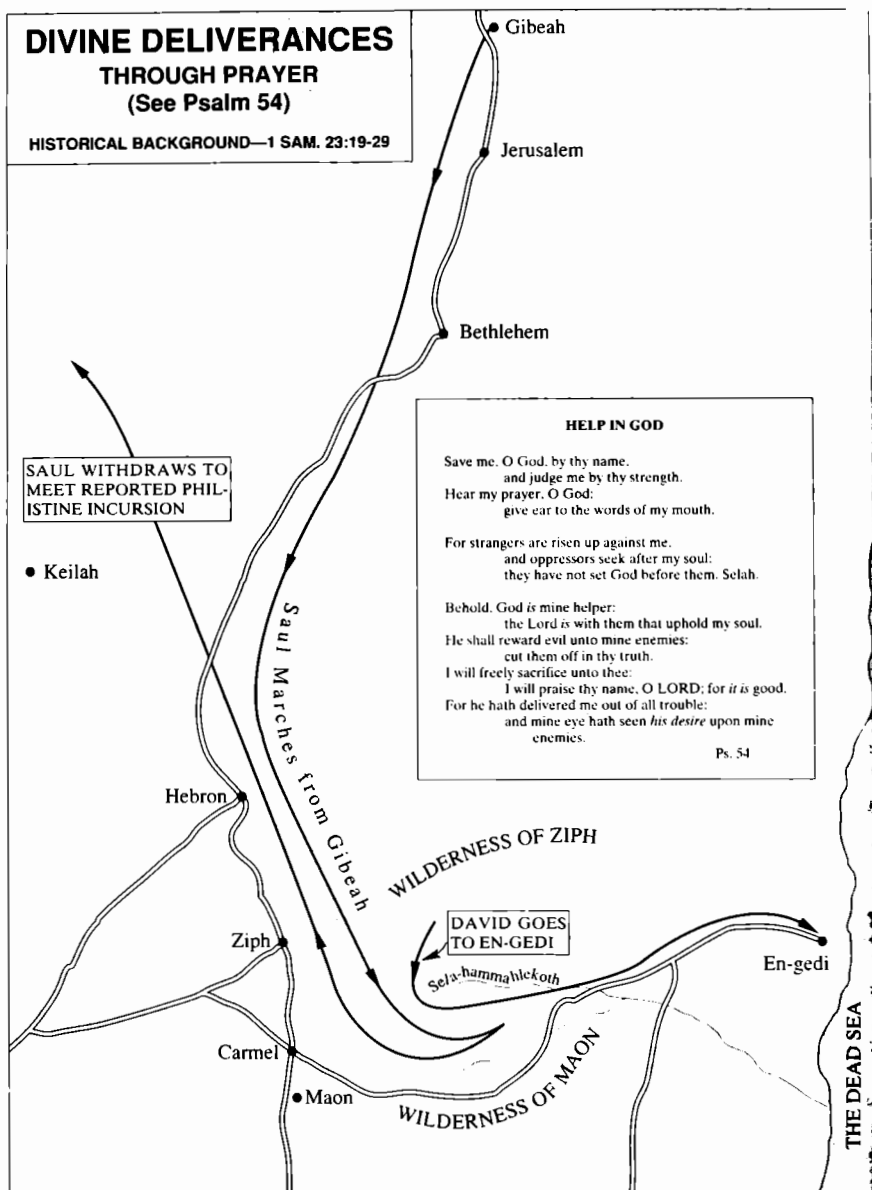 DIVINE DELIVERANCES
THROUGH PRAYER
(See Psalm 54)
HISTORICAL BACKGROUND—1 SAM. 23:19-29
Gibeah
Jerusalem
Bethlehem
SAUL WITHDRAWS TO
MEET REPORTED PHIL-
ISTINE INCURSION
Keilah
Saul Marches from Gibeah
HELP IN GOD
Save me, O God, by thy name,
and judge me by thy strength.
Hear my prayer, O God:
give ear to the words of my mouth.
For strangers are risen up against me,
and oppressors seek after my soul:
they have not set God before them. Selah.
Behold, God is mine helper:
the Lord is with them that uphold my soul.
He shall reward evil unto mine enemies:
cut them off in thy truth.
I will freely sacrifice unto thee:
I will praise thy name, O LORD; for it is good.
For he hath delivered me out of all trouble:
and mine eye hath seen his desire upon mine
enemies.
Ps. 54
Hebron
WILDERNESS OF ZIPH
Ziph
DAVID GOES
TO EN-GEDI
Sela-hammahlekoth
En-gedi
Carmel
Maon
WILDERNESS OF MAON
THE DEAD SEA